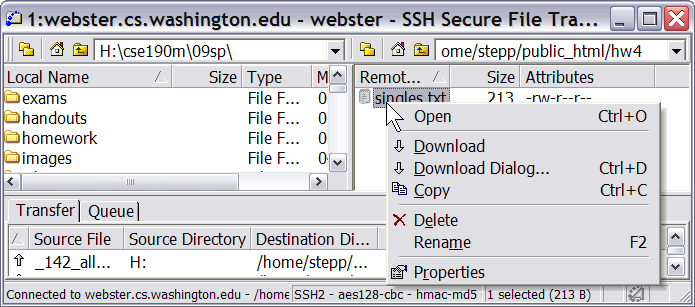 1:webster.cs.washington.edu - webster - SSH Secure File Tra...
H:\cse190m\09sp\ ome/stepp/public_html/hw4
Local Name Size Type M Remot... Size Attributes
exams File F... 0
singles.txt 213 -rw-r--r--
handouts File F... 0
homework File F... 0
images File F... 0
Open Ctrl+O
Download
Download Dialog... Ctrl+D
Copy Ctrl+C
Delete
Rename F2
Properties
Transfer Queue
Source File Source Directory Destination Di...
_142_all... H: /home/stepp/...
Connected to webster.cs.washington.edu - /home SSH2 - aes128-cbc - hmac-md5 1 selected (213 B)